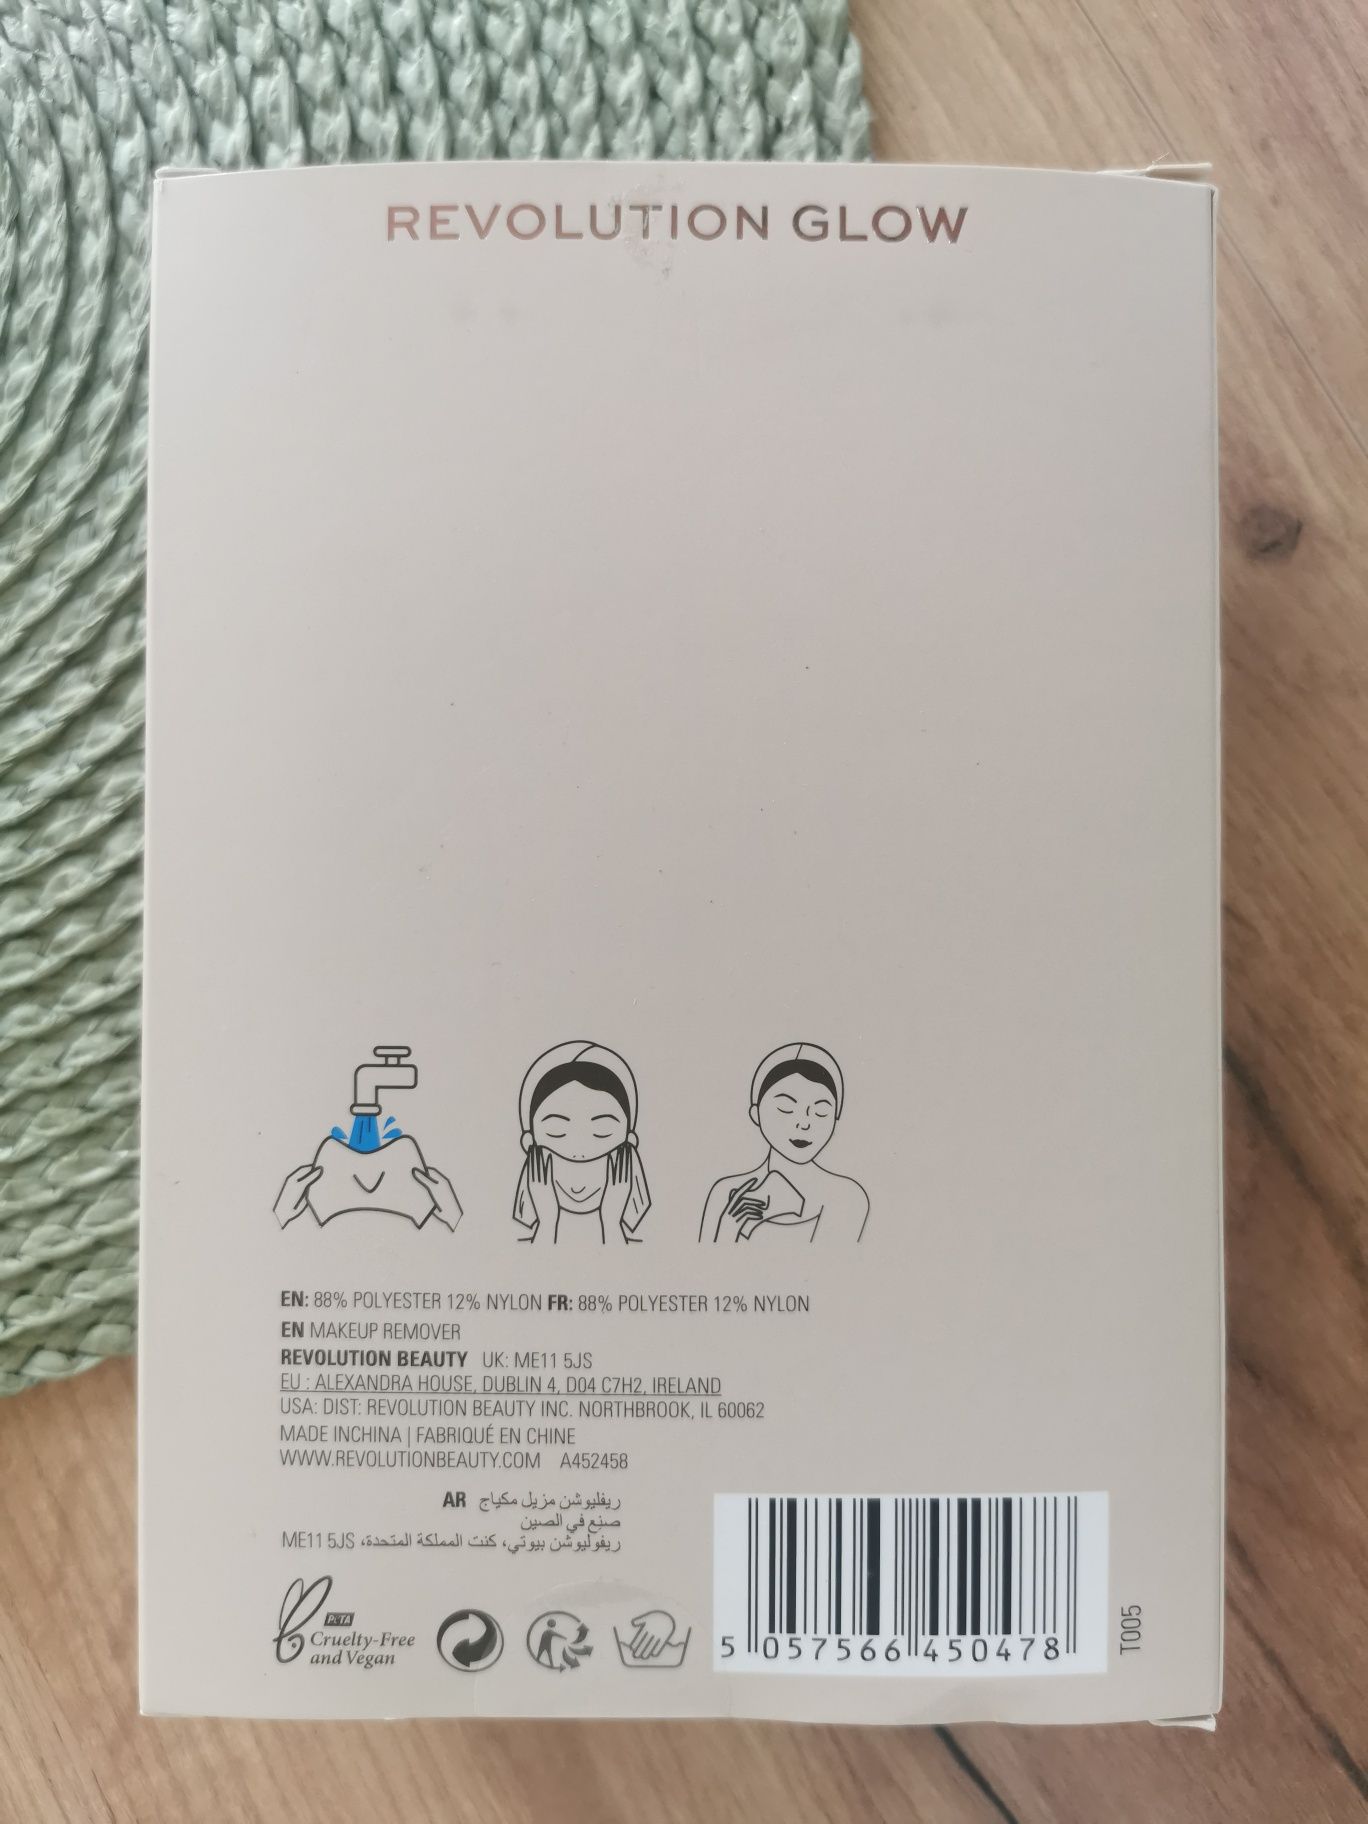 REVOLUTION GLOW
EN: 88% POLYESTER 12% NYLON FR: 88% POLYESTER 12% NYLON
EN MAKEUP REMOVER
REVOLUTION BEAUTY UK: ME11 5JS
EU : ALEXANDRA HOUSE, DUBLIN 4, D04 C7H2, IRELAND
USA: DIST: REVOLUTION BEAUTY INC. NORTHBROOK, IL 60062
MADE INCHINA | FABRIQUÉ EN CHINE
WWW.REVOLUTIONBEAUTY.COM A452458
AR ريفليوشن مزيل مكياج
صنع في الصين
ريفوليوشن بيوتي، كنت المملكة المتحدة، ME11 5JS
PETA
Cruelty-Free
and Vegan
5 057566 450478
T005